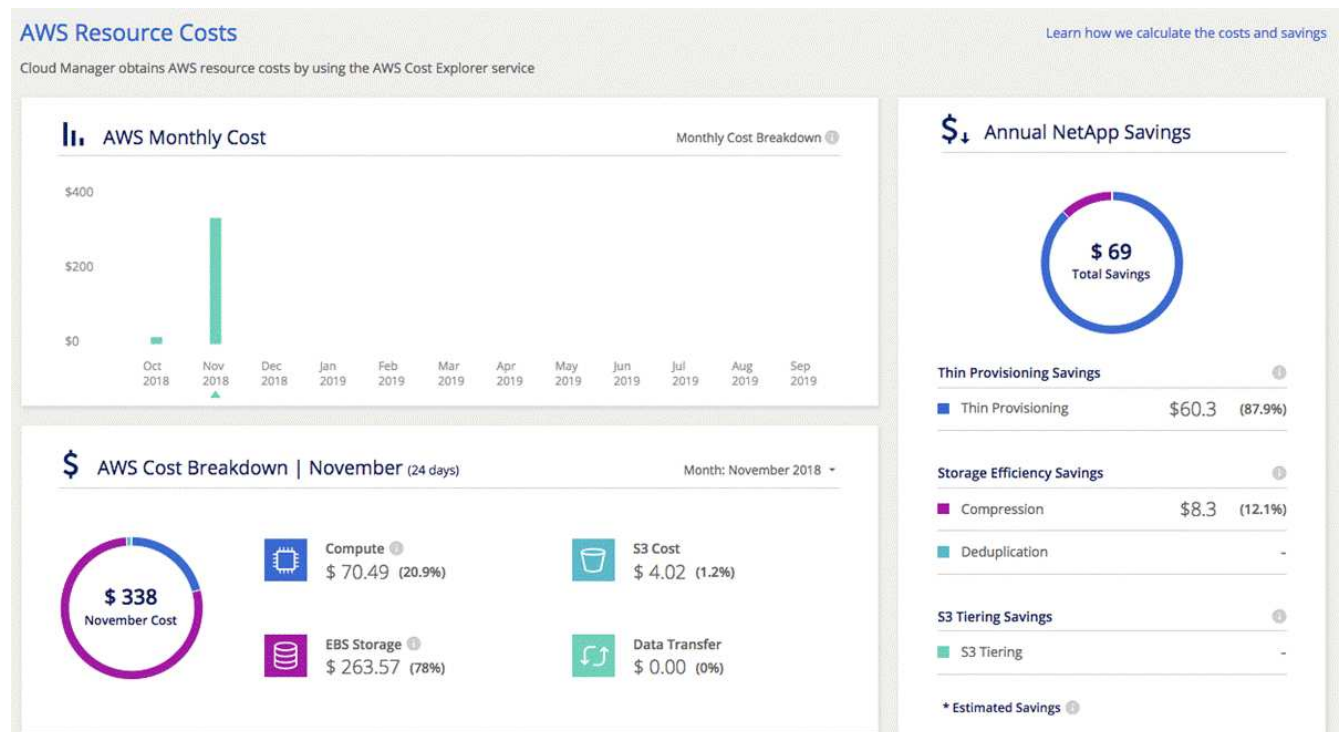 AWS Resource Costs
Learn how we calculate the costs and savings
Cloud Manager obtains AWS resource costs by using the AWS Cost Explorer service
AWS Monthly Cost
Monthly Cost Breakdown
$400
$200
$0
Oct Nov Dec Jan Feb Mar Apr May Jun Jul Aug Sep
2018 2018 2018 2019 2019 2019 2019 2019 2019 2019 2019 2019
$ AWS Cost Breakdown | November (24 days)
Month: November 2018
$ 338
November Cost
Compute
$ 70.49 (20.9%)
S3 Cost
$ 4.02 (1.2%)
EBS Storage
$ 263.57 (78%)
Data Transfer
$ 0.00 (0%)
$ Annual NetApp Savings
$ 69
Total Savings
Thin Provisioning Savings
Thin Provisioning $60.3 (87.9%)
Storage Efficiency Savings
Compression $8.3 (12.1%)
Deduplication -
S3 Tiering Savings
S3 Tiering -
* Estimated Savings